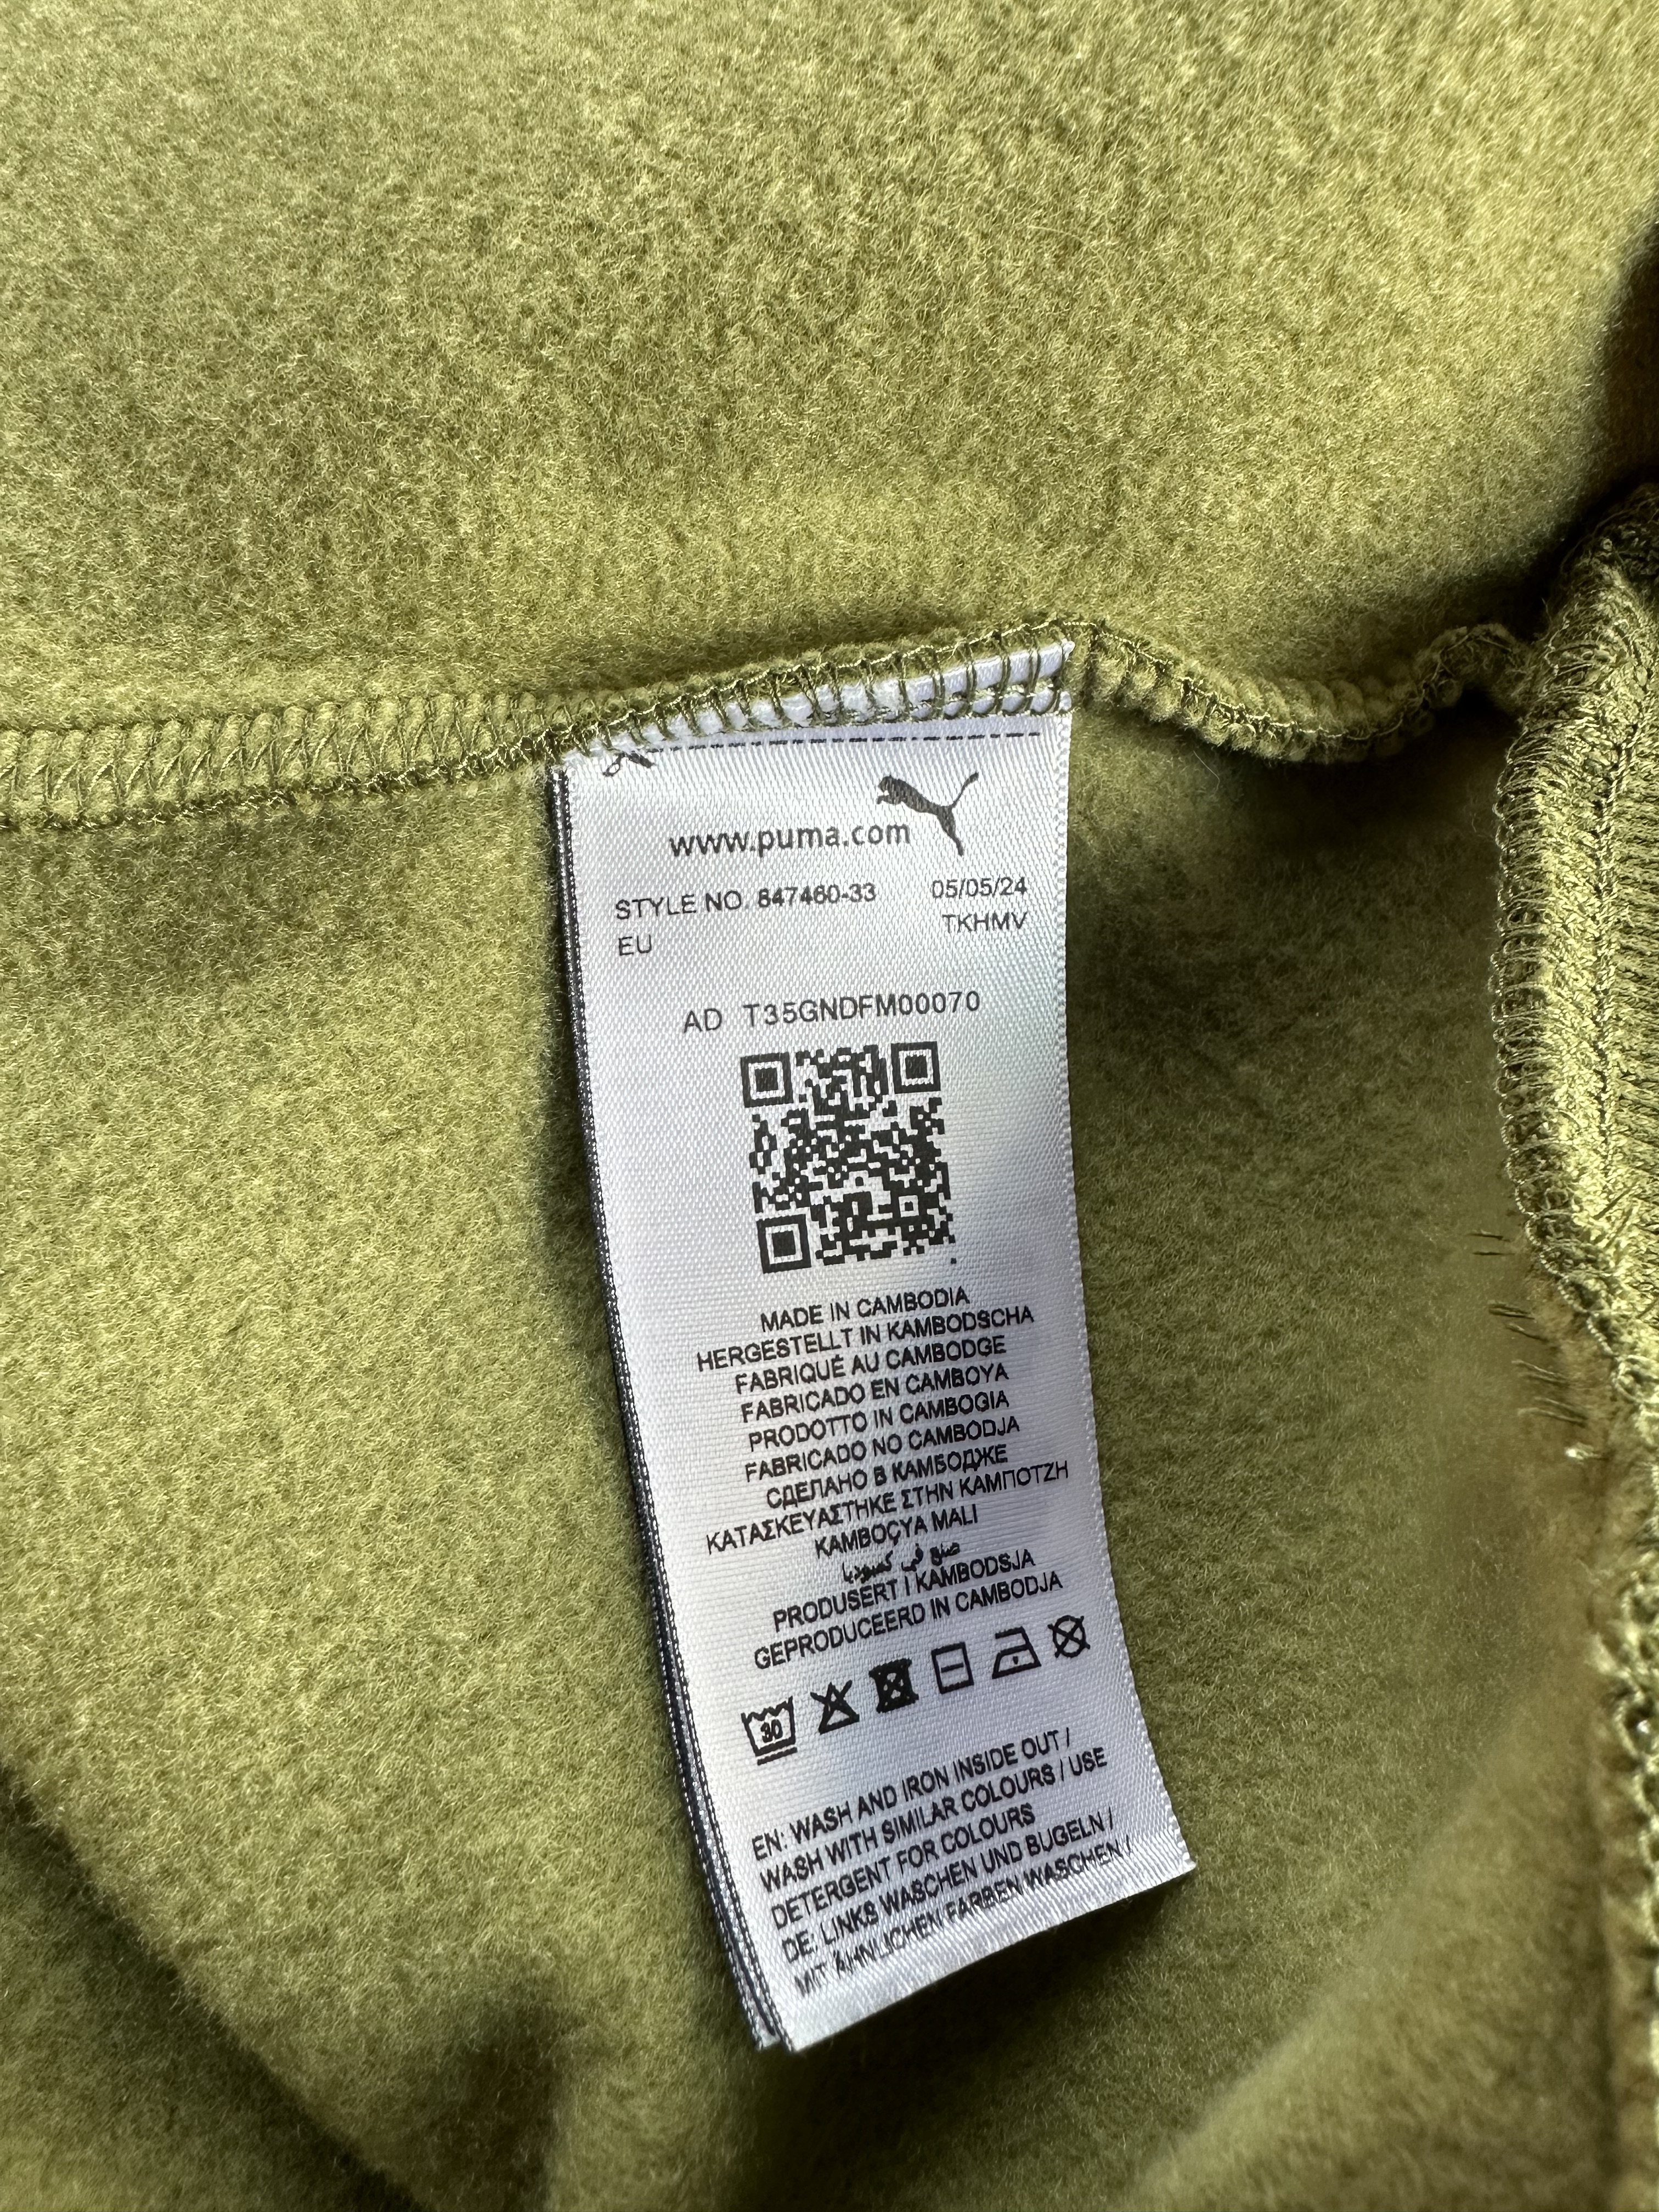 www.puma.com
STYLE NO. 847460-33 05/05/24
EU TKHMV
AD T35GNDFM00070
MADE IN CAMBODIA
HERGESTELLT IN KAMBODSCHA
FABRIQUÉ AU CAMBODGE
FABRICADO EN CAMBOYA
PRODOTTO IN CAMBOGIA
FABRICADO NO CAMBODJA
СДЕЛАНО В КАМБОДЖЕ
ΚΑΤΑΣΚΕΥΑΣΤΗΚΕ ΣΤΗΝ ΚΑΜΠΟΤΖΗ
KAMBOÇYA MALI
صنع في كمبوديا
PRODUSERT I KAMBODSJA
GEPRODUCEERD IN CAMBODJA
30
EN: WASH AND IRON INSIDE OUT /
WASH WITH SIMILAR COLOURS / USE
DETERGENT FOR COLOURS
DE: LINKS WASCHEN UND BÜGELN /
MIT ÄHNLICHEN FARBEN WASCHEN /